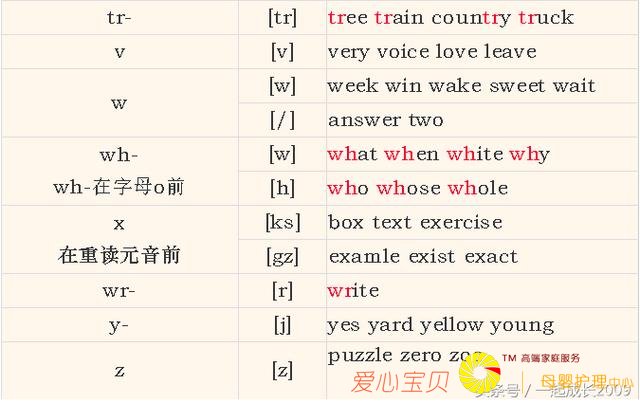 tr- [tr] tree train country truck
v [v] very voice love leave
w [w] week win wake sweet wait
[/] answer two
wh- [w] what when white why
wh-在字母o前 [h] who whose whole
x [ks] box text exercise
在重读元音前 [gz] examle exist exact
wr- [r] write
y- [j] yes yard yellow young
z [z] puzzle zero zoo
TM 高端家庭服务
爱心宝贝 母婴护理中心
头条号 / 一起成长2009